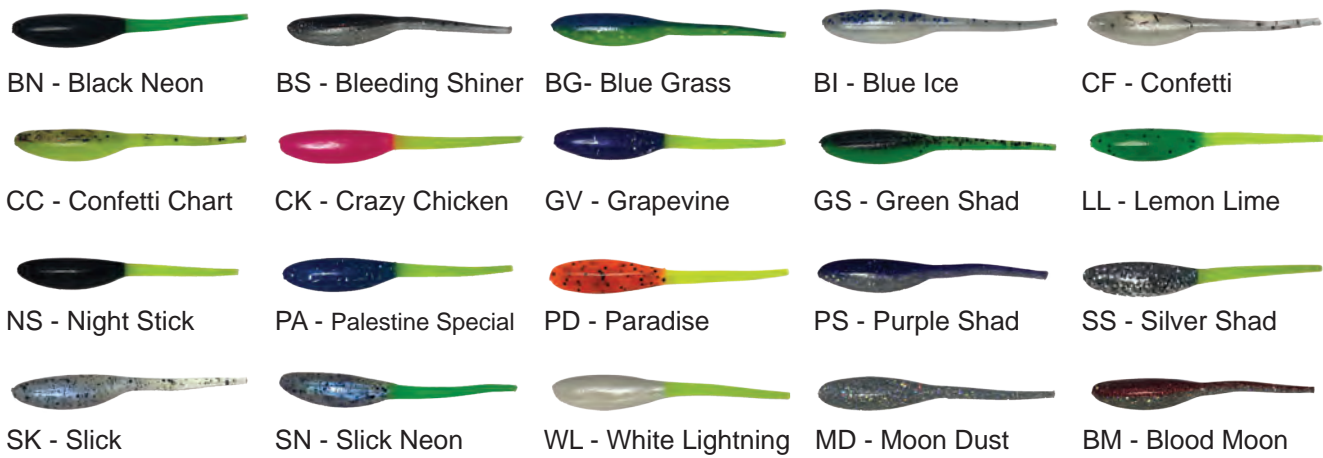 BN - Black Neon
BS - Bleeding Shiner
BG- Blue Grass
BI - Blue Ice
CF - Confetti
CC - Confetti Chart
CK - Crazy Chicken
GV - Grapevine
GS - Green Shad
LL - Lemon Lime
NS - Night Stick
PA - Palestine Special
PD - Paradise
PS - Purple Shad
SS - Silver Shad
SK - Slick
SN - Slick Neon
WL - White Lightning
MD - Moon Dust
BM - Blood Moon